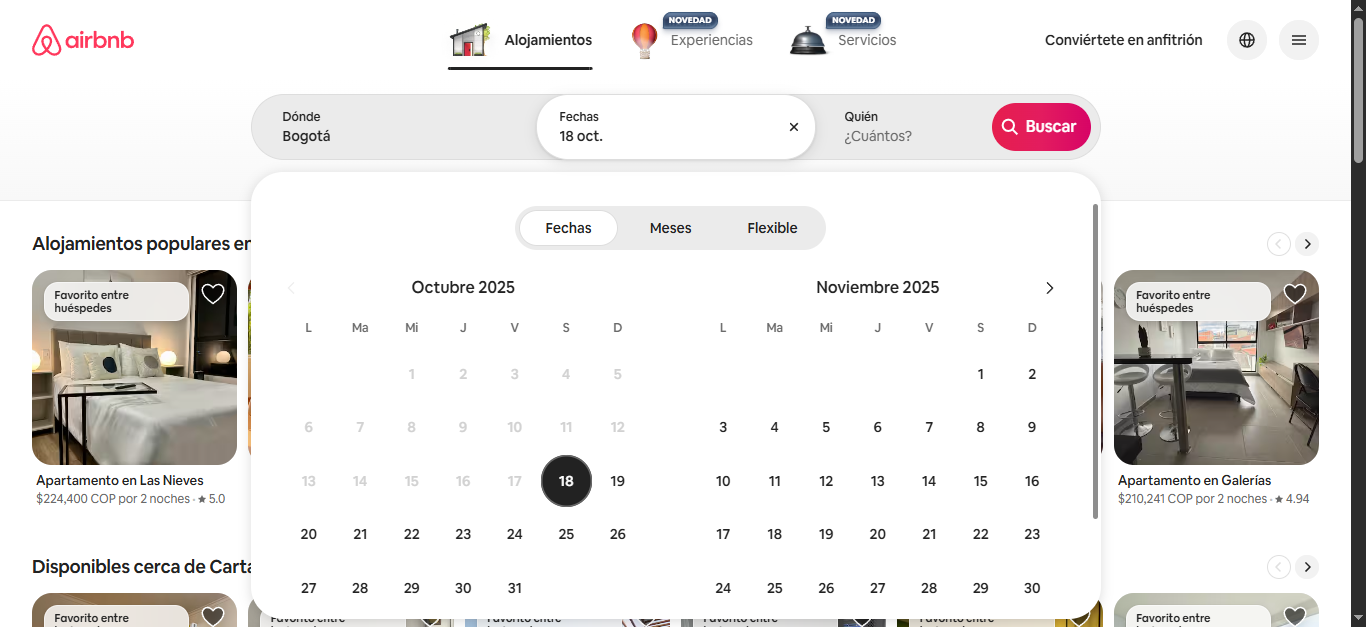 airbnb
Alojamientos
NOVEDAD
Experiencias
NOVEDAD
Servicios
Conviértete en anfitrión
Dónde
Bogotá
Fechas
18 oct.
Quién
¿Cuántos?
Buscar
Fechas
Meses
Flexible
Octubre 2025
L Ma Mi J V S D
1 2 3 4 5
6 7 8 9 10 11 12
13 14 15 16 17 18 19
20 21 22 23 24 25 26
27 28 29 30 31
Noviembre 2025
L Ma Mi J V S D
1 2
3 4 5 6 7 8 9
10 11 12 13 14 15 16
17 18 19 20 21 22 23
24 25 26 27 28 29 30
Alojamientos populares en
Favorito entre
huéspedes
Apartamento en Las Nieves
$224,400 COP por 2 noches · ★ 5.0
Favorito entre
huéspedes
Apartamento en Galerías
$210,241 COP por 2 noches · ★ 4.94
Disponibles cerca de Carta
Favorito entre
Favorito entre
Favorito entre
Favorito entre
Favorito entre
Favorito entre